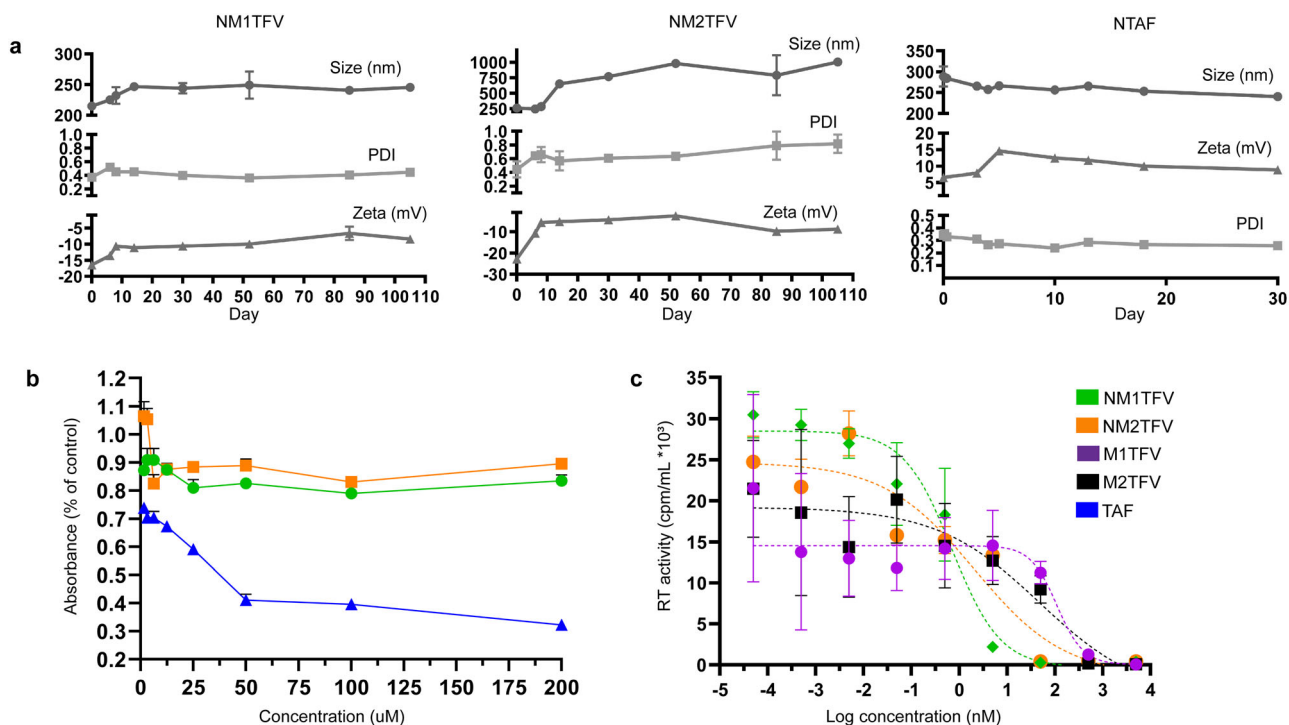 a
NM1TFV
300
250
200
Size (nm)
1.0
0.8
0.6
0.4
0.2
0
PDI
-5
-10
-15
-20
Zeta (mV)
0 10 20 30 40 50 60 70 80 90 100 110
Day
NM2TFV
1000
750
500
250
Size (nm)
1.0
0.8
0.6
0.4
0.2
0
PDI
0
-10
-20
-30
Zeta (mV)
0 10 20 30 40 50 60 70 80 90 100 110
Day
NTAF
350
300
250
200
Size (nm)
20
15
10
5
Zeta (mV)
0.5
0.4
0.3
0.2
0.1
PDI
0 10 20 30
Day
b
Absorbance (% of control)
1.2
1.1
1.0
0.9
0.8
0.7
0.6
0.5
0.4
0.3
0.2
0 25 50 75 100 125 150 175 200
Concentration (uM)
c
RT activity (cpm/mL *10³)
35
30
25
20
15
10
5
0
-5 -4 -3 -2 -1 0 1 2 3 4
Log concentration (nM)
NM1TFV
NM2TFV
M1TFV
M2TFV
TAF